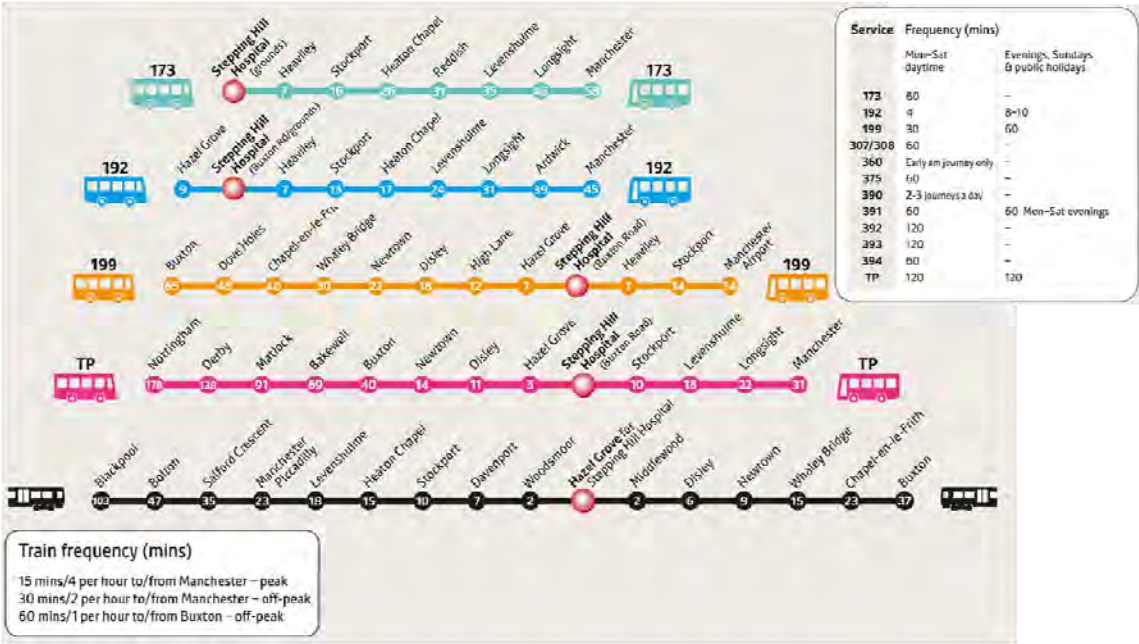 173
Stepping Hill Hospital (grounds)
Heaviley
Stockport
Heaton Chapel
Reddish
Levenshulme
Longsight
Manchester
173
7
31
35
58
192
Hazel Grove
Stepping Hill Hospital (Buxton Rd/grounds)
Heaviley
Stockport
Heaton Chapel
Levenshulme
Longsight
Ardwick
Manchester
192
9
7
13
17
24
31
39
45
199
Buxton
Dove Holes
Chapel-en-le-Frith
Whaley Bridge
Newtown
Disley
High Lane
Hazel Grove
Stepping Hill Hospital (Buxton Road)
Heaviley
Stockport
Manchester Airport
199
65
40
30
22
18
12
7
7
14
34
TP
Nottingham
Derby
Matlock
Bakewell
Buxton
Newtown
Disley
Hazel Grove
Stepping Hill Hospital (Buxton Road)
Stockport
Levenshulme
Longsight
Manchester
TP
178
138
91
69
40
14
11
3
10
18
22
31
Blackpool
Bolton
Salford Crescent
Manchester Piccadilly
Levenshulme
Heaton Chapel
Stockport
Davenport
Woodsmoor
Hazel Grove for Stepping Hill Hospital
Middlewood
Disley
Newtown
Whaley Bridge
Chapel-en-le-Frith
Buxton
103
47
35
23
18
15
10
7
2
2
6
9
15
23
37
Service Frequency (mins)
Mon–Sat daytime
Evenings, Sundays & public holidays
173 60 –
192 4 8–10
199 30 60
307/308 60 –
360 Early am journey only –
375 60 –
390 2-3 journeys a day –
391 60 60 Mon–Sat evenings
392 120 –
393 120 –
394 60 –
TP 120 120
Train frequency (mins)
15 mins/4 per hour to/from Manchester – peak
30 mins/2 per hour to/from Manchester – off-peak
60 mins/1 per hour to/from Buxton – off-peak